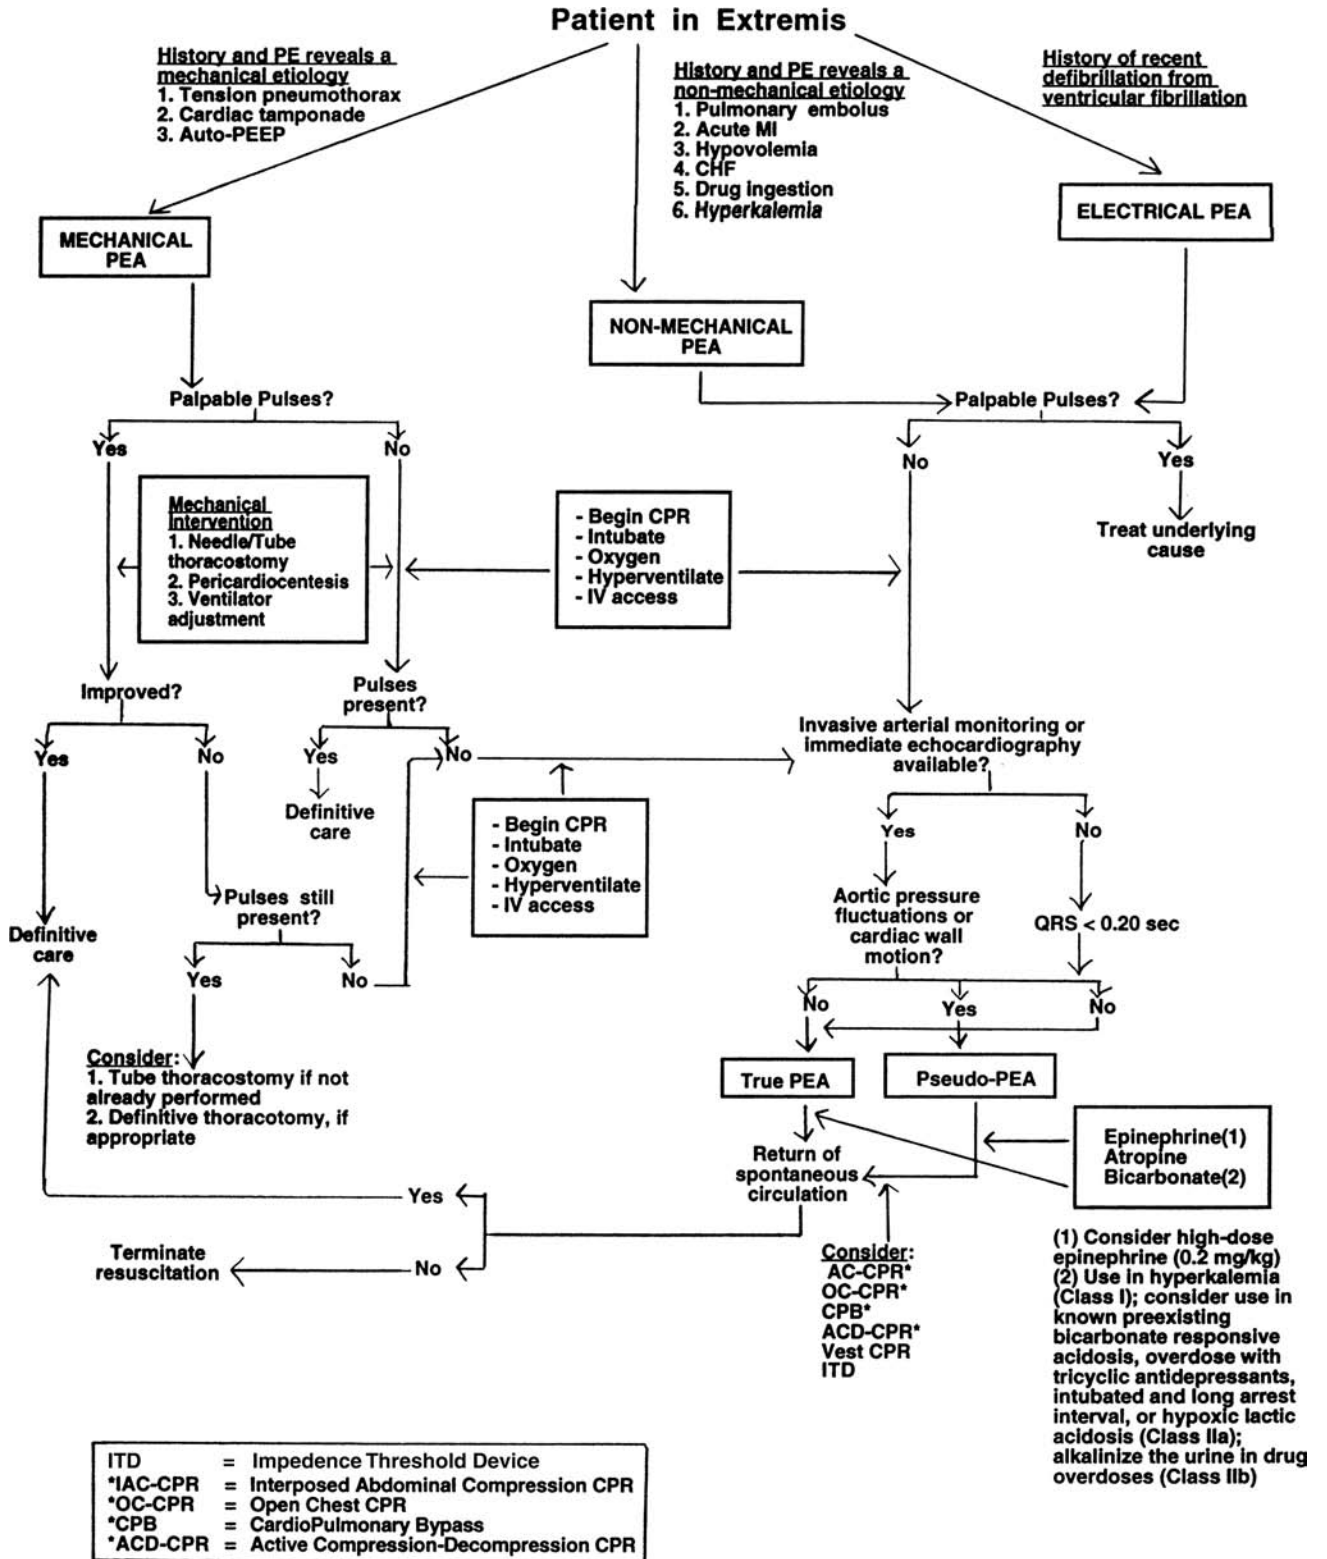 Patient in Extremis
History and PE reveals a
mechanical etiology
1. Tension pneumothorax
2. Cardiac tamponade
3. Auto-PEEP
History and PE reveals a
non-mechanical etiology
1. Pulmonary embolus
2. Acute MI
3. Hypovolemia
4. CHF
5. Drug ingestion
6. Hyperkalemia
History of recent
defibrillation from
ventricular fibrillation
MECHANICAL
PEA
NON-MECHANICAL
PEA
ELECTRICAL PEA
Palpable Pulses?
Yes
No
Palpable Pulses?
No
Yes
Treat underlying
cause
Mechanical
Intervention
1. Needle/Tube
thoracostomy
2. Pericardiocentesis
3. Ventilator
adjustment
- Begin CPR
- Intubate
- Oxygen
- Hyperventilate
- IV access
Improved?
Yes
No
Pulses
present?
Yes
No
Definitive
care
Invasive arterial monitoring or
immediate echocardiography
available?
Yes
No
- Begin CPR
- Intubate
- Oxygen
- Hyperventilate
- IV access
Definitive
care
Pulses still
present?
Yes
No
Aortic pressure
fluctuations or
cardiac wall
motion?
QRS < 0.20 sec
No
Yes
No
Consider:
1. Tube thoracostomy if not
already performed
2. Definitive thoracotomy, if
appropriate
True PEA
Pseudo-PEA
Epinephrine(1)
Atropine
Bicarbonate(2)
Return of
spontaneous
circulation
Yes
No
Terminate
resuscitation
Consider:
AC-CPR*
OC-CPR*
CPB*
ACD-CPR*
Vest CPR
ITD
(1) Consider high-dose
epinephrine (0.2 mg/kg)
(2) Use in hyperkalemia
(Class I); consider use in
known preexisting
bicarbonate responsive
acidosis, overdose with
tricyclic antidepressants,
intubated and long arrest
interval, or hypoxic lactic
acidosis (Class IIa);
alkalinize the urine in drug
overdoses (Class IIb)
ITD = Impedence Threshold Device
*IAC-CPR = Interposed Abdominal Compression CPR
*OC-CPR = Open Chest CPR
*CPB = CardioPulmonary Bypass
*ACD-CPR = Active Compression-Decompression CPR